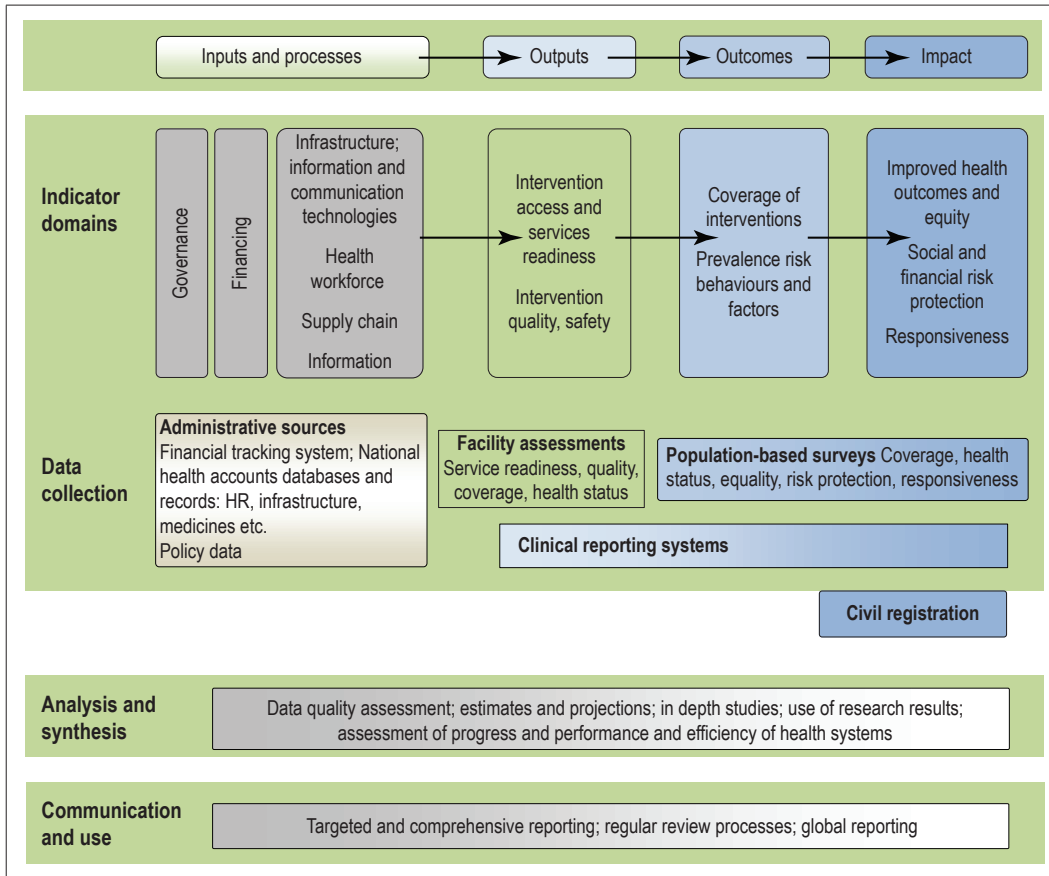 Inputs and processes
Outputs
Outcomes
Impact
Indicator
domains
Governance
Financing
Infrastructure;
information and
communication
technologies
Health
workforce
Supply chain
Information
Intervention
access and
services
readiness
Intervention
quality, safety
Coverage of
interventions
Prevalence risk
behaviours and
factors
Improved health
outcomes and
equity
Social and
financial risk
protection
Responsiveness
Data
collection
Administrative sources
Financial tracking system; National
health accounts databases and
records: HR, infrastructure,
medicines etc.
Policy data
Facility assessments
Service readiness, quality,
coverage, health status
Population-based surveys Coverage, health
status, equality, risk protection, responsiveness
Clinical reporting systems
Civil registration
Analysis and
synthesis
Data quality assessment; estimates and projections; in depth studies; use of research results;
assessment of progress and performance and efficiency of health systems
Communication
and use
Targeted and comprehensive reporting; regular review processes; global reporting